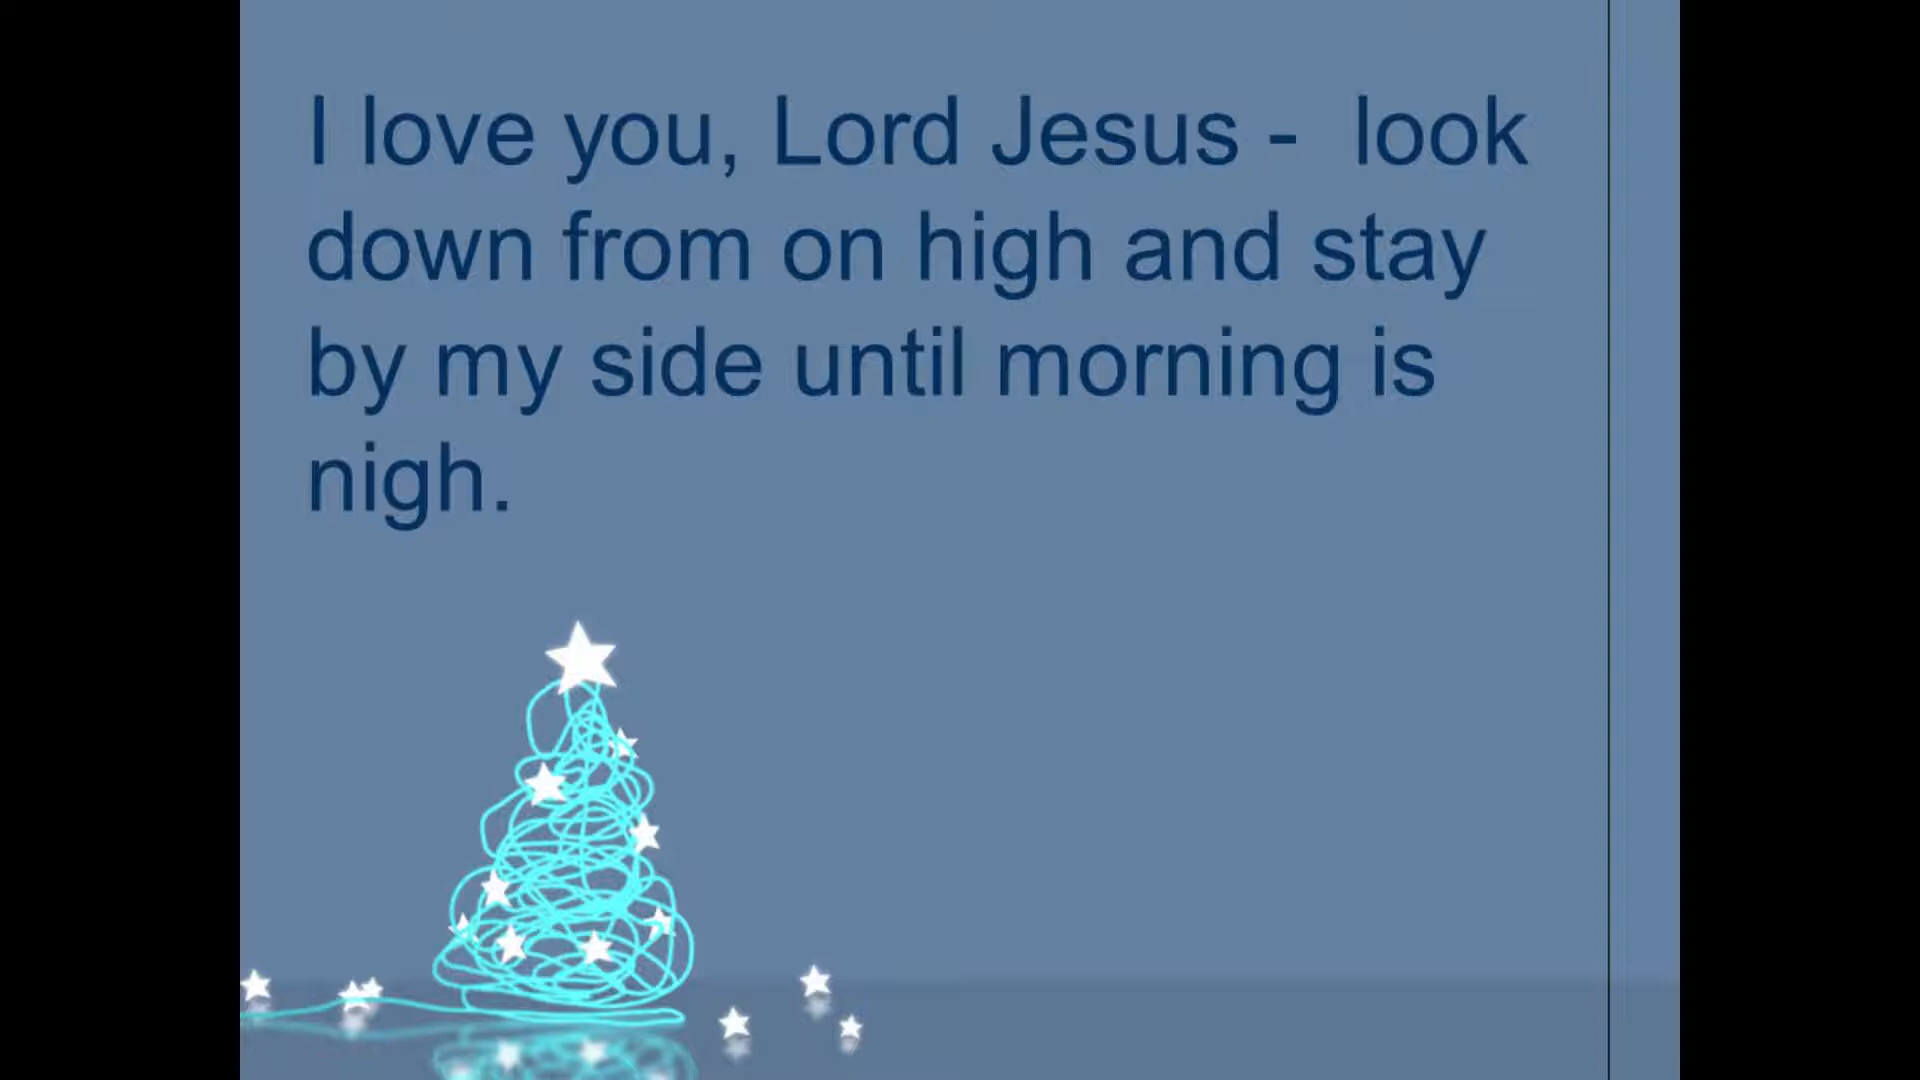 I love you, Lord Jesus -  look
down from on high and stay
by my side until morning is
nigh.